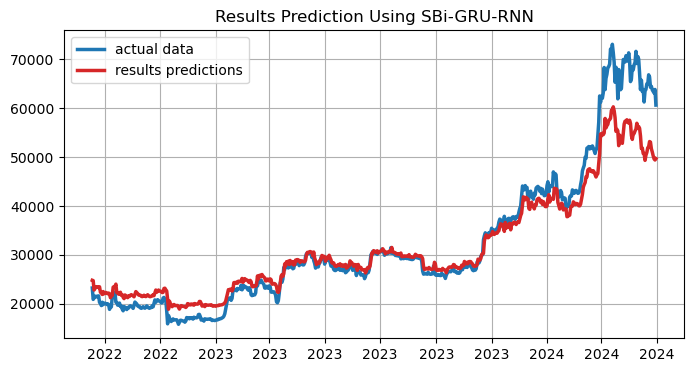 Results Prediction Using SBi-GRU-RNN
actual data
results predictions
70000
60000
50000
40000
30000
20000
2022 2022 2023 2023 2023 2023 2023 2023 2024 2024 2024